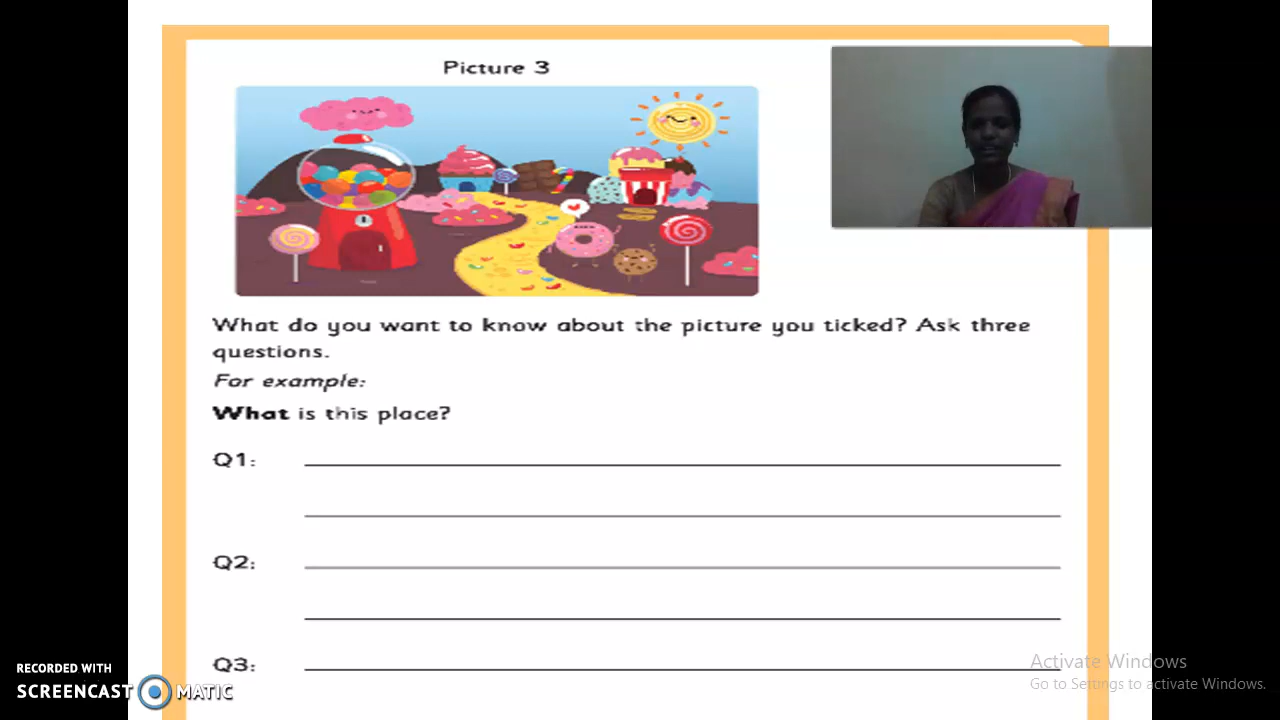 Picture 3
What do you want to know about the picture you ticked? Ask three
questions.
For example:
What is this place?
Q1:
Q2:
Q3:
Activate Windows
Go to Settings to activate Windows.
RECORDED WITH
SCREENCAST MATIC